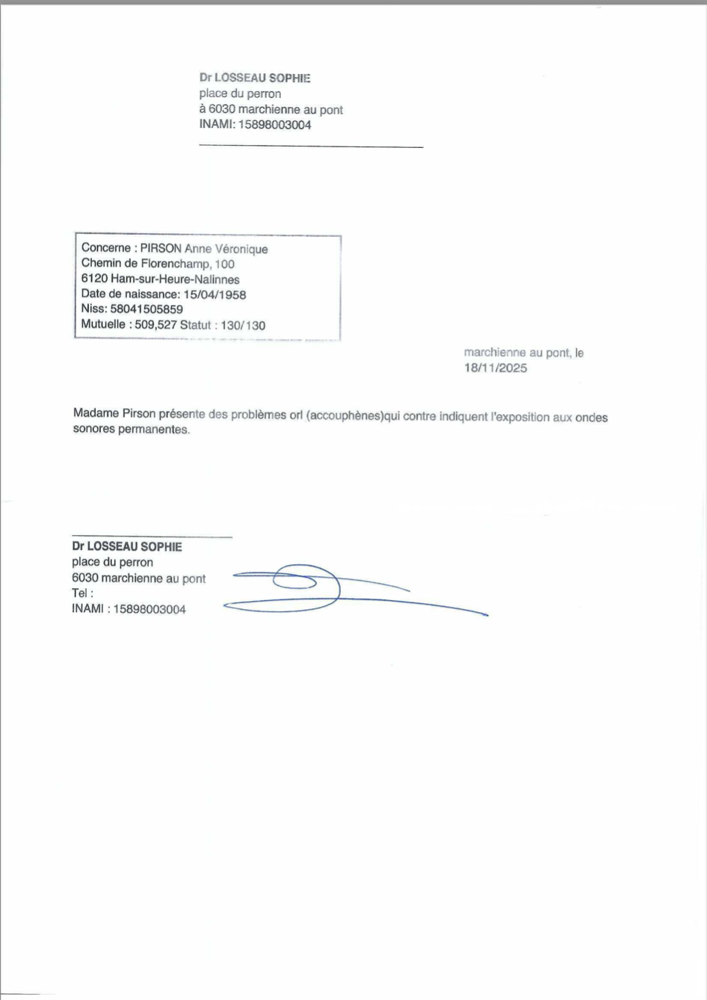 Dr LOSSEAU SOPHIE
place du perron
à 6030 marchienne au pont
INAMI: 15898003004
Concerne : PIRSON Anne Véronique
Chemin de Florenchamp, 100
6120 Ham-sur-Heure-Nalinnes
Date de naissance: 15/04/1958
Niss: 58041505859
Mutuelle : 509,527 Statut : 130/130
marchienne au pont, le
18/11/2025
Madame Pirson présente des problèmes orl (accouphènes)qui contre indiquent l'exposition aux ondes
sonores permanentes.
Dr LOSSEAU SOPHIE
place du perron
6030 marchienne au pont
Tel :
INAMI : 15898003004